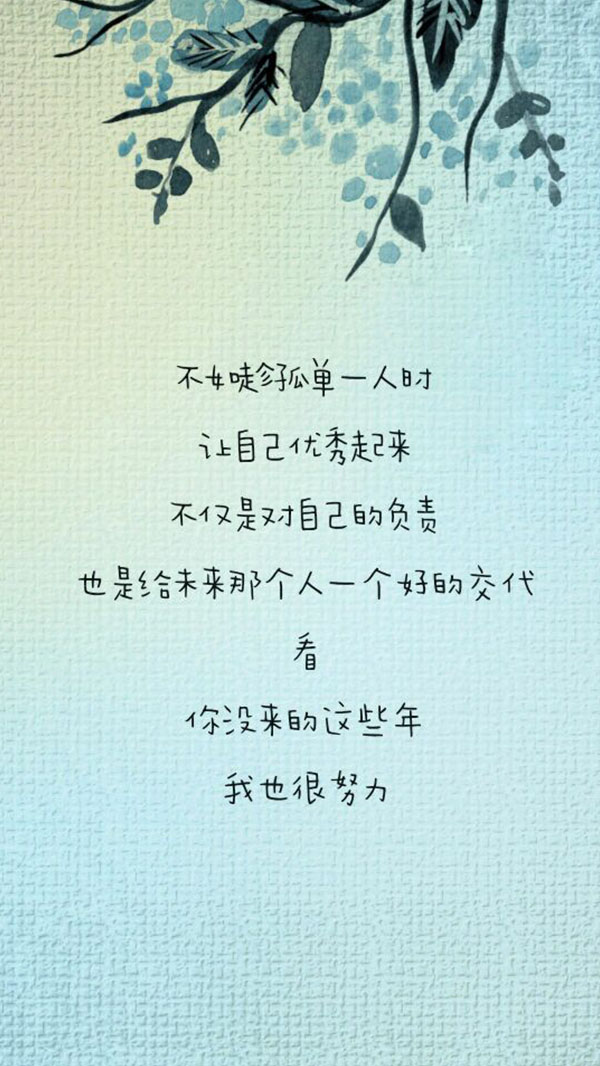 不如趁孤单一人时
让自己优秀起来
不仅是对自己的负责
也是给未来那个人一个好的交代
看
你没来的这些年
我也很努力